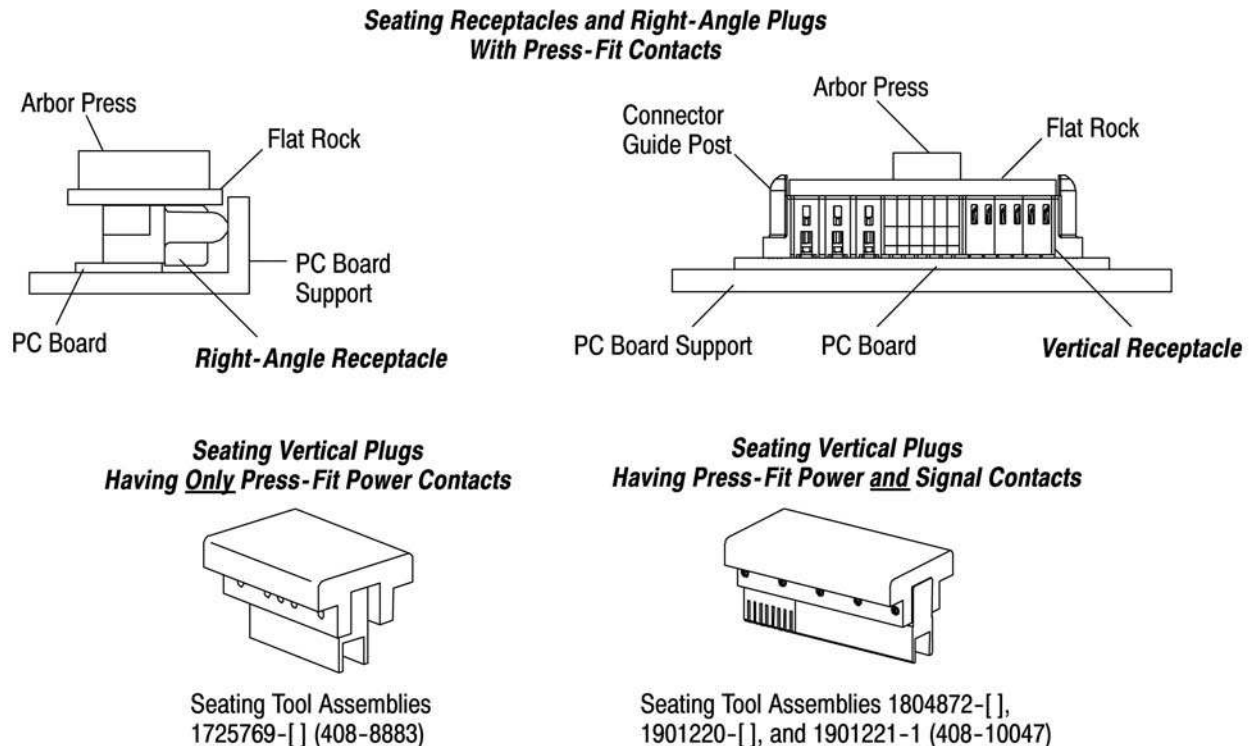 Seating Receptacles and Right-Angle Plugs
With Press-Fit Contacts
Arbor Press
Flat Rock
PC Board
Support
PC Board
Right-Angle Receptacle
Connector
Guide Post
Arbor Press
Flat Rock
PC Board Support
PC Board
Vertical Receptacle
Seating Vertical Plugs
Having Only Press-Fit Power Contacts
Seating Tool Assemblies
1725769-[ ] (408-8883)
Seating Vertical Plugs
Having Press-Fit Power and Signal Contacts
Seating Tool Assemblies 1804872-[ ],
1901220-[ ], and 1901221-1 (408-10047)